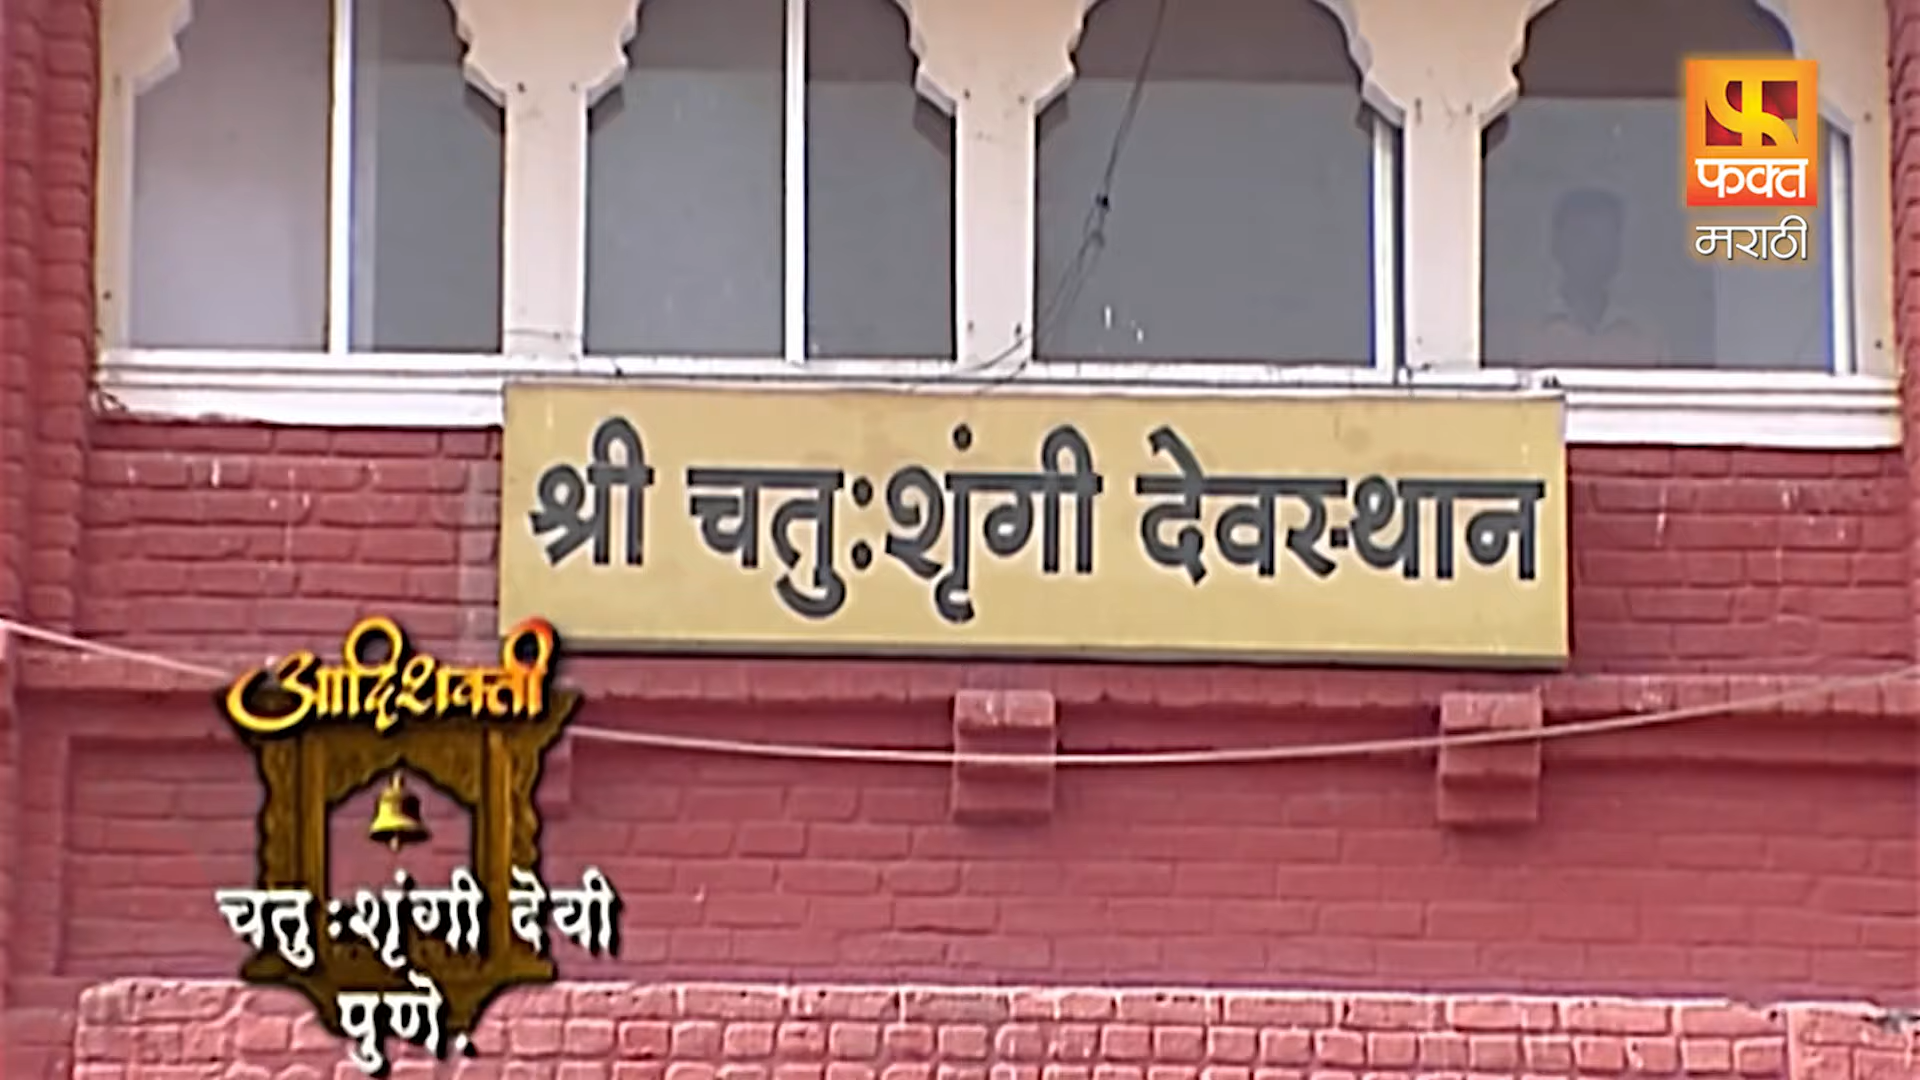 फक्त
मराठी
श्री चतुःशृंगी देवस्थान
आदिशक्ती
चतुःशृंगी देवी
पुणे.